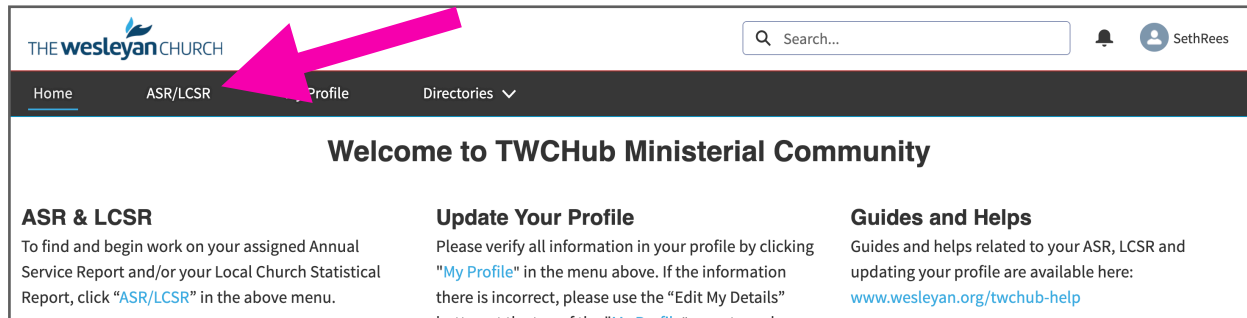 THE wesleyan CHURCH
Search...
SethRees
Home
ASR/LCSR
Profile
Directories
Welcome to TWCHub Ministerial Community
ASR & LCSR
To find and begin work on your assigned Annual
Service Report and/or your Local Church Statistical
Report, click “ASR/LCSR” in the above menu.
Update Your Profile
Please verify all information in your profile by clicking
"My Profile" in the menu above. If the information
there is incorrect, please use the “Edit My Details”
Guides and Helps
Guides and helps related to your ASR, LCSR and
updating your profile are available here:
www.wesleyan.org/twchub-help